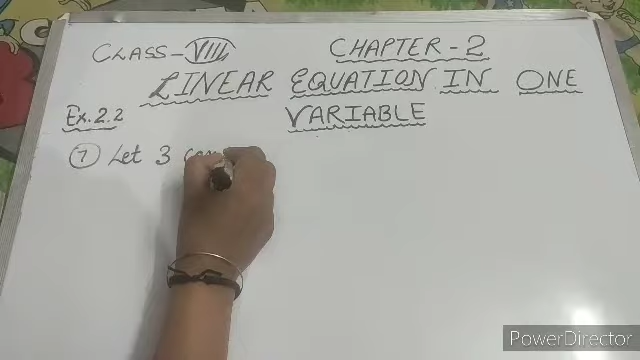 CLASS-VIII CHAPTER-2
LINEAR EQUATION IN ONE
Ex.2.2 VARIABLE
7 Let 3
PowerDirector